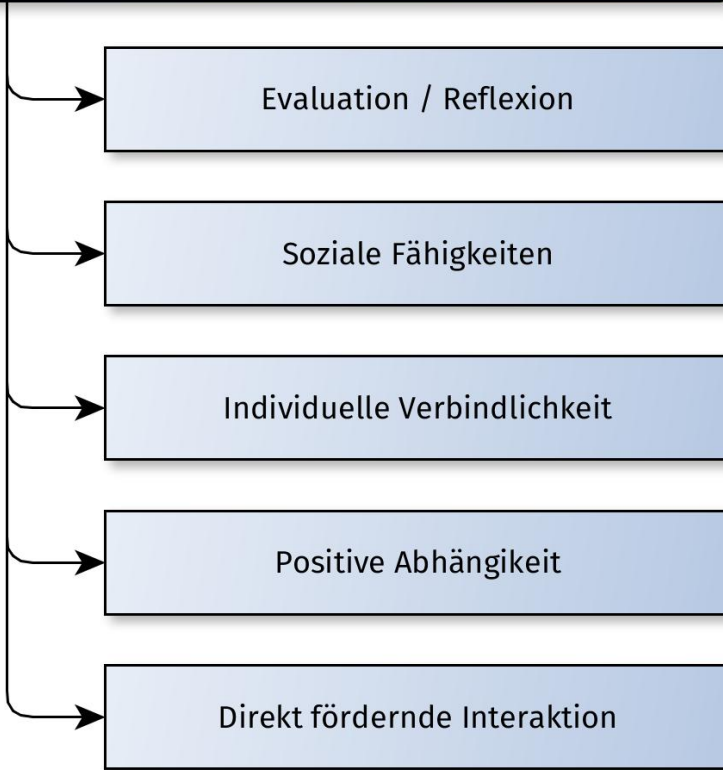 Evaluation / Reflexion
Soziale Fähigkeiten
Individuelle Verbindlichkeit
Positive Abhängikeit
Direkt fördernde Interaktion